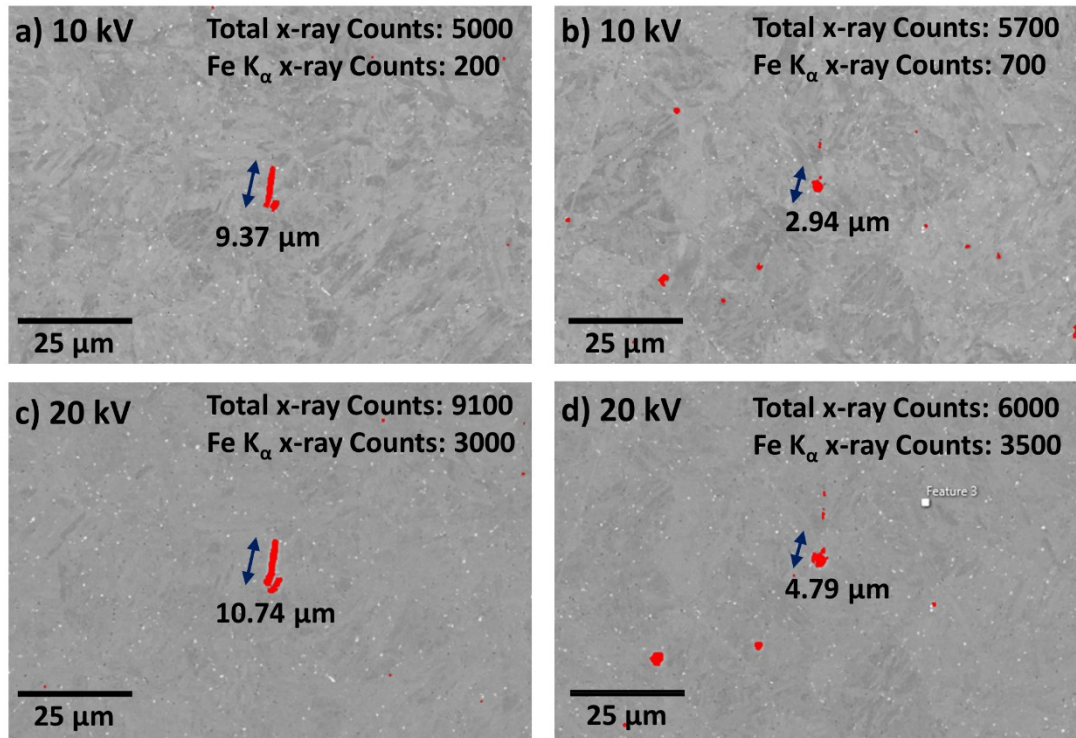 a) 10 kV
Total x-ray Counts: 5000
Fe Kα x-ray Counts: 200
9.37 µm
25 µm
b) 10 kV
Total x-ray Counts: 5700
Fe Kα x-ray Counts: 700
2.94 µm
25 µm
c) 20 kV
Total x-ray Counts: 9100
Fe Kα x-ray Counts: 3000
10.74 µm
25 µm
d) 20 kV
Total x-ray Counts: 6000
Fe Kα x-ray Counts: 3500
Feature 3
4.79 µm
25 µm